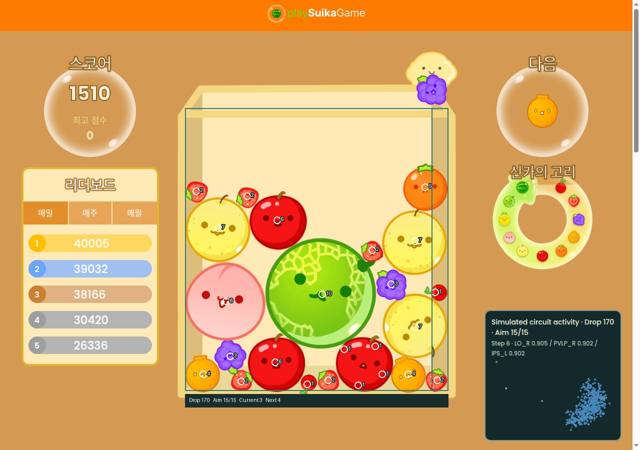 playSuikaGame
스코어
1510
최고 점수
0
다음
리더보드
매일
매주
매월
1 40005
2 39032
3 38166
4 30420
5 26336
신카의 고리
Simulated circuit activity · Drop 170
· Aim 15/15
Step 6 · LO_R 0.905 / PVLP_R 0.902 /
IPS_L 0.902
Drop 170 Aim 15/15 Current 3 Next 4